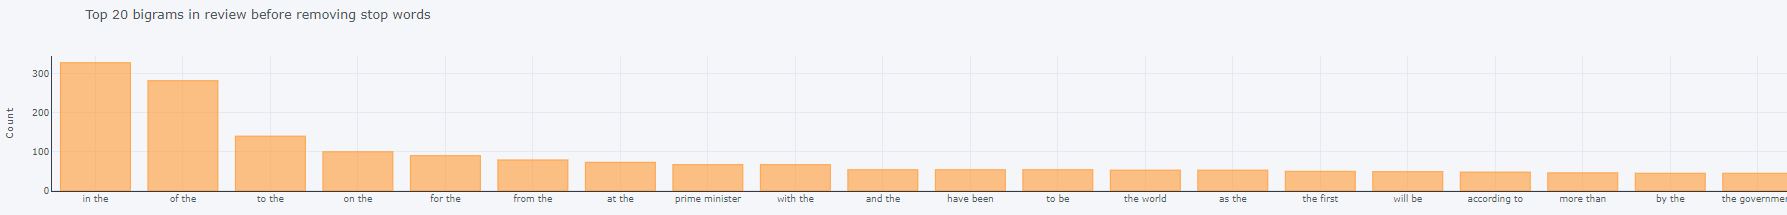 Top 20 bigrams in review before removing stop words
Count
300
200
100
0
in the of the to the on the for the from the at the prime minister with the and the have been to be the world as the the first will be according to more than by the the governmer